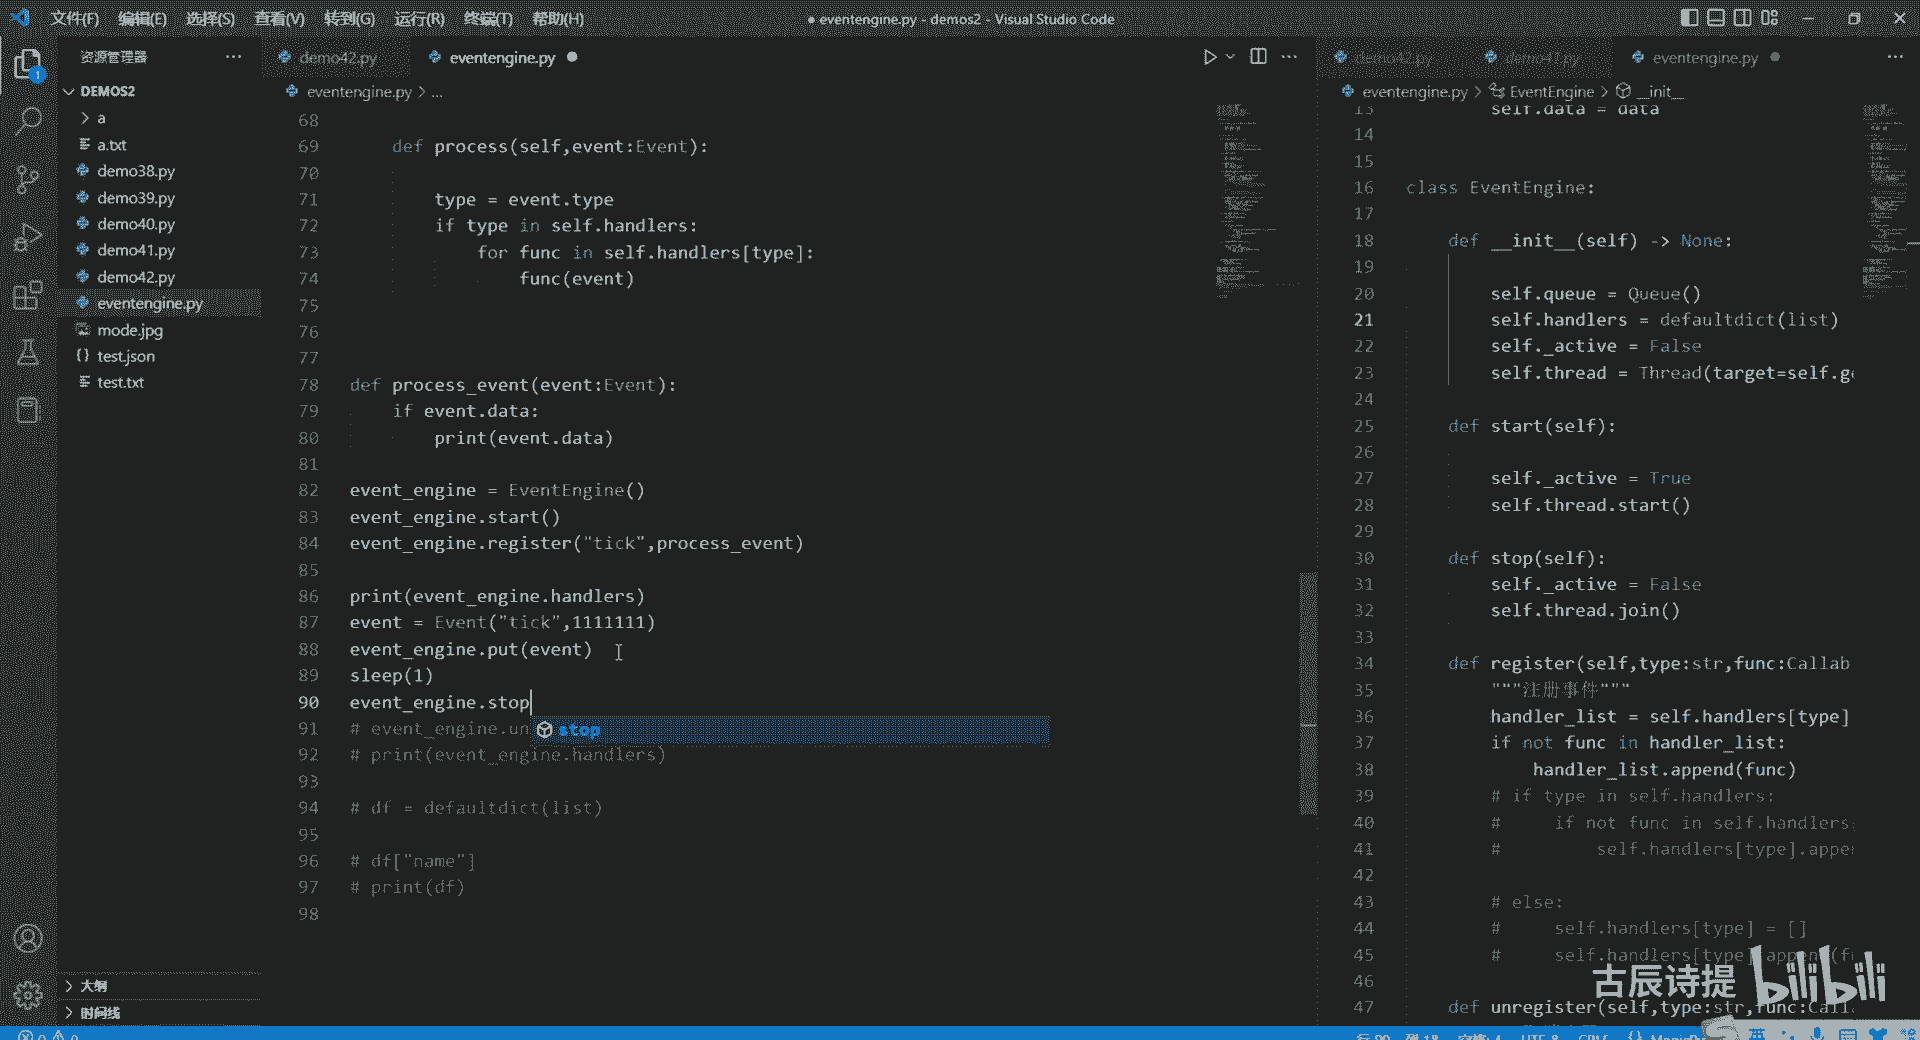 文件(F) 编辑(E) 选择(S) 查看(V) 转到(G) 运行(R) 终端(T) 帮助(H)
● eventengine.py - demos2 - Visual Studio Code
资源管理器
DEMOS2
a
a.txt
demo38.py
demo39.py
demo40.py
demo41.py
demo42.py
eventengine.py
mode.jpg
test.json
test.txt
大纲
时间线
demo42.py
eventengine.py
eventengine.py > ...
68
69 def process(self,event:Event):
70
71 type = event.type
72 if type in self.handlers:
73 for func in self.handlers[type]:
74 func(event)
75
76
77
78 def process_event(event:Event):
79 if event.data:
80 print(event.data)
81
82 event_engine = EventEngine()
83 event_engine.start()
84 event_engine.register("tick",process_event)
85
86 print(event_engine.handlers)
87 event = Event("tick",1111111)
88 event_engine.put(event)
89 sleep(1)
90 event_engine.stop
91 # event_engine.un
stop
92 # print(event_engine.handlers)
93
94 # df = defaultdict(list)
95
96 # df["name"]
97 # print(df)
98
demo42.py
demo41.py
eventengine.py
eventengine.py > EventEngine > __init__
13 self.data = data
14
15
16 class EventEngine:
17
18 def __init__(self) -> None:
19
20 self.queue = Queue()
21 self.handlers = defaultdict(list)
22 self._active = False
23 self.thread = Thread(target=self.ge
24
25 def start(self):
26
27 self._active = True
28 self.thread.start()
29
30 def stop(self):
31 self._active = False
32 self.thread.join()
33
34 def register(self,type:str,func:Callab
35 """注册事件"""
36 handler_list = self.handlers[type]
37 if not func in handler_list:
38 handler_list.append(func)
39 # if type in self.handlers:
40 # if not func in self.handlers
41 # self.handlers[type].appe
42
43 # else:
44 # self.handlers[type] = []
45 # self.handlers[type].append(f
46
47 def unregister(self,type:str,func:Call
古辰诗提 bilibili